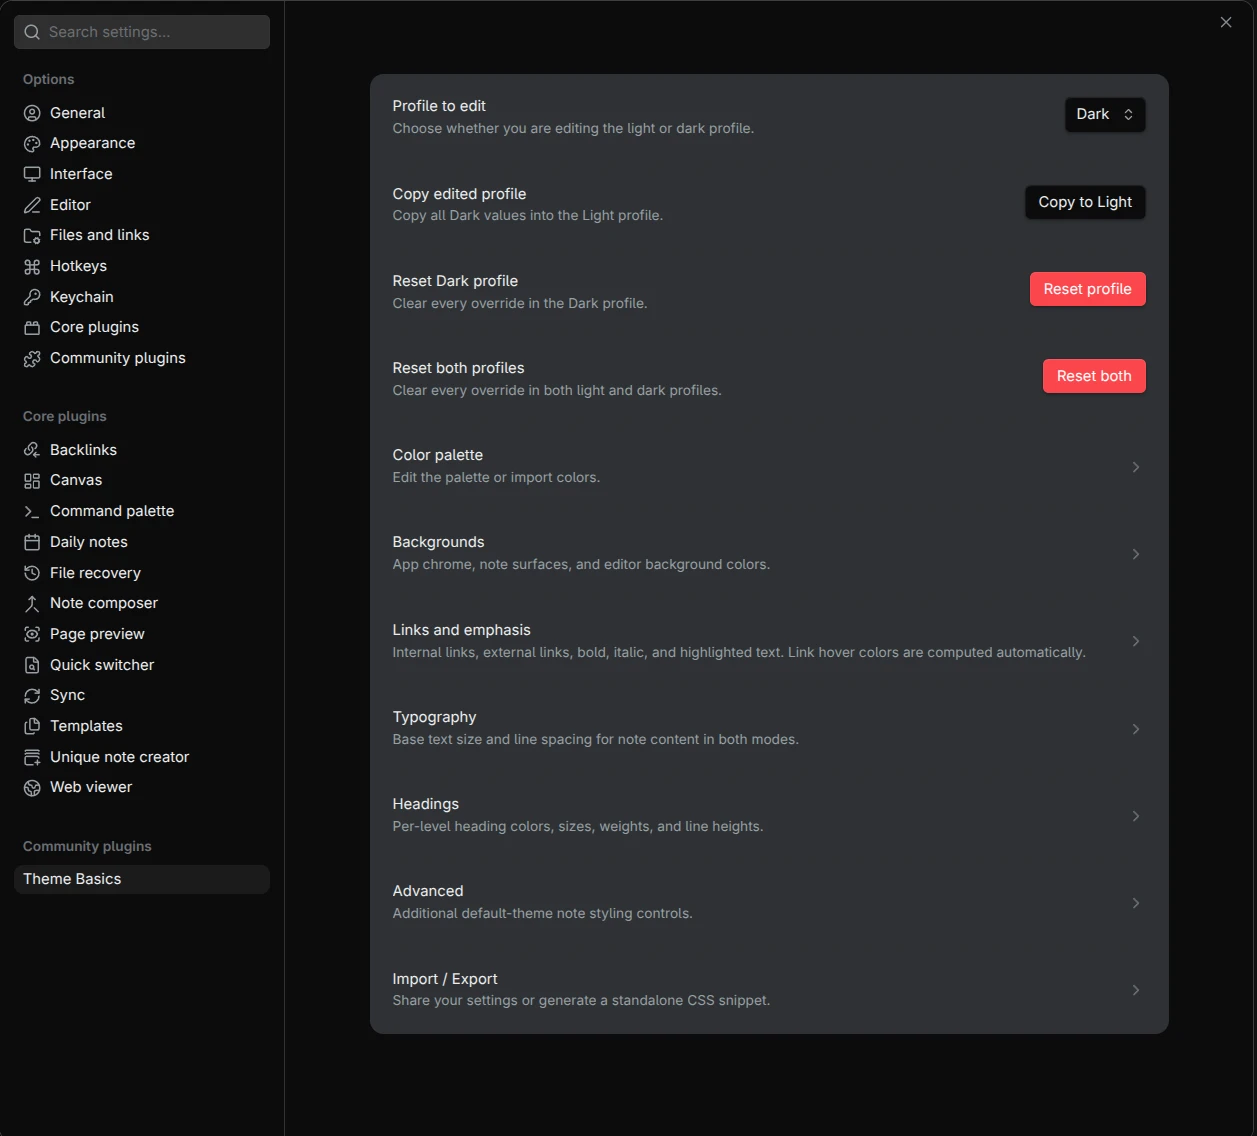 Search settings...
Options
General
Appearance
Interface
Editor
Files and links
Hotkeys
Keychain
Core plugins
Community plugins
Core plugins
Backlinks
Canvas
Command palette
Daily notes
File recovery
Note composer
Page preview
Quick switcher
Sync
Templates
Unique note creator
Web viewer
Community plugins
Theme Basics
Profile to edit
Choose whether you are editing the light or dark profile.
Dark
Copy edited profile
Copy all Dark values into the Light profile.
Copy to Light
Reset Dark profile
Clear every override in the Dark profile.
Reset profile
Reset both profiles
Clear every override in both light and dark profiles.
Reset both
Color palette
Edit the palette or import colors.
Backgrounds
App chrome, note surfaces, and editor background colors.
Links and emphasis
Internal links, external links, bold, italic, and highlighted text. Link hover colors are computed automatically.
Typography
Base text size and line spacing for note content in both modes.
Headings
Per-level heading colors, sizes, weights, and line heights.
Advanced
Additional default-theme note styling controls.
Import / Export
Share your settings or generate a standalone CSS snippet.